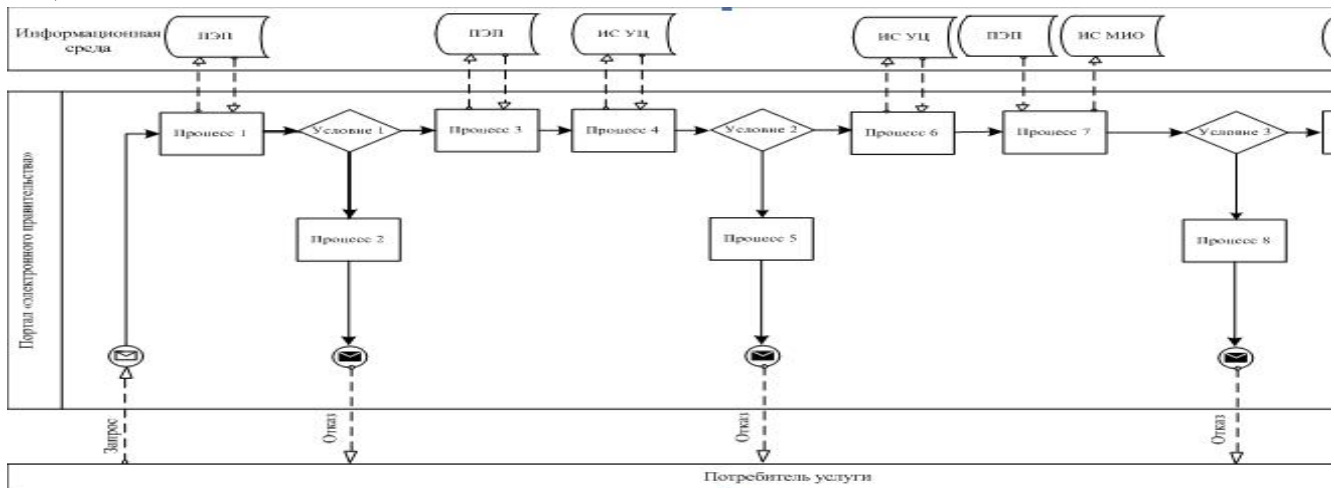 Информационная
среда
ПЭП
ПЭП
ИС УЦ
ИС УЦ
ПЭП
ИС МИО
Портал «электронного правительства»
Процесс 1
Условие 1
Процесс 3
Процесс 4
Условие 2
Процесс 6
Процесс 7
Условие 3
Процесс 2
Процесс 5
Процесс 8
Запрос
Отказ
Отказ
Отказ
Потребитель услуги